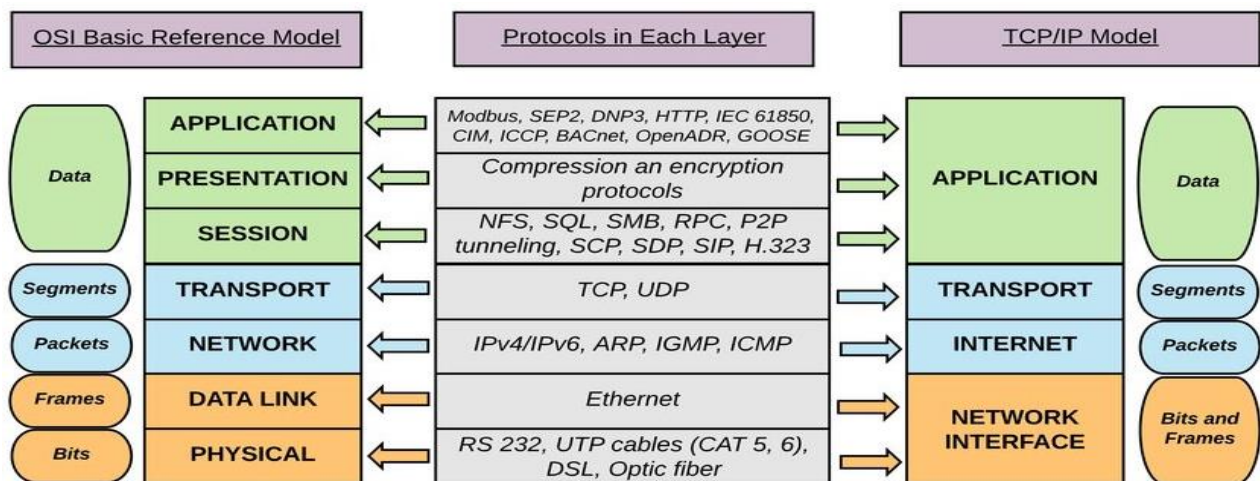 OSI Basic Reference Model
Protocols in Each Layer
TCP/IP Model
Data
APPLICATION
Modbus, SEP2, DNP3, HTTP, IEC 61850,
CIM, ICCP, BACnet, OpenADR, GOOSE
APPLICATION
Data
PRESENTATION
Compression an encryption
protocols
SESSION
NFS, SQL, SMB, RPC, P2P
tunneling, SCP, SDP, SIP, H.323
Segments
TRANSPORT
TCP, UDP
TRANSPORT
Segments
Packets
NETWORK
IPv4/IPv6, ARP, IGMP, ICMP
INTERNET
Packets
Frames
DATA LINK
Ethernet
NETWORK
INTERFACE
Bits and
Frames
Bits
PHYSICAL
RS 232, UTP cables (CAT 5, 6),
DSL, Optic fiber